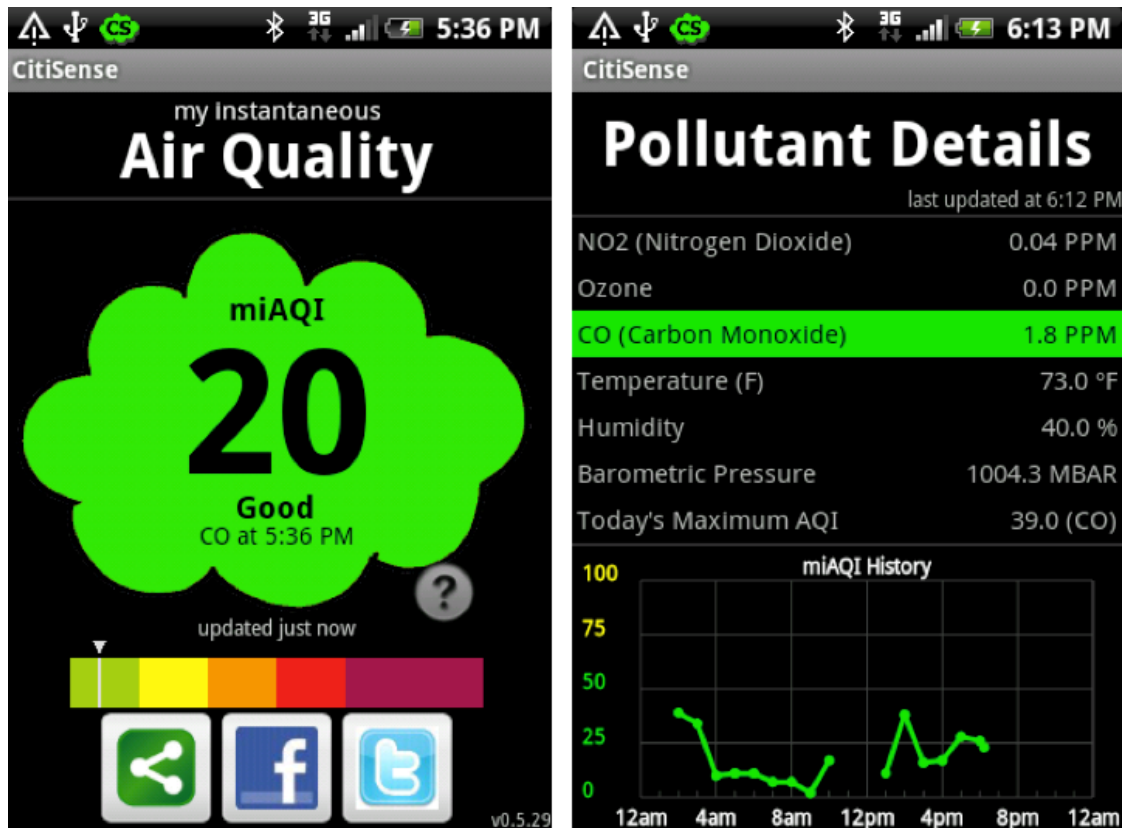 CS 3G 5:36 PM
CitiSense
my instantaneous
Air Quality
miAQI
20
Good
CO at 5:36 PM
?
updated just now
f t
v0.5.29
CS 3G 6:13 PM
CitiSense
Pollutant Details
last updated at 6:12 PM
NO2 (Nitrogen Dioxide) 0.04 PPM
Ozone 0.0 PPM
CO (Carbon Monoxide) 1.8 PPM
Temperature (F) 73.0 ºF
Humidity 40.0 %
Barometric Pressure 1004.3 MBAR
Today's Maximum AQI 39.0 (CO)
miAQI History
100
75
50
25
0
12am 4am 8am 12pm 4pm 8pm 12am